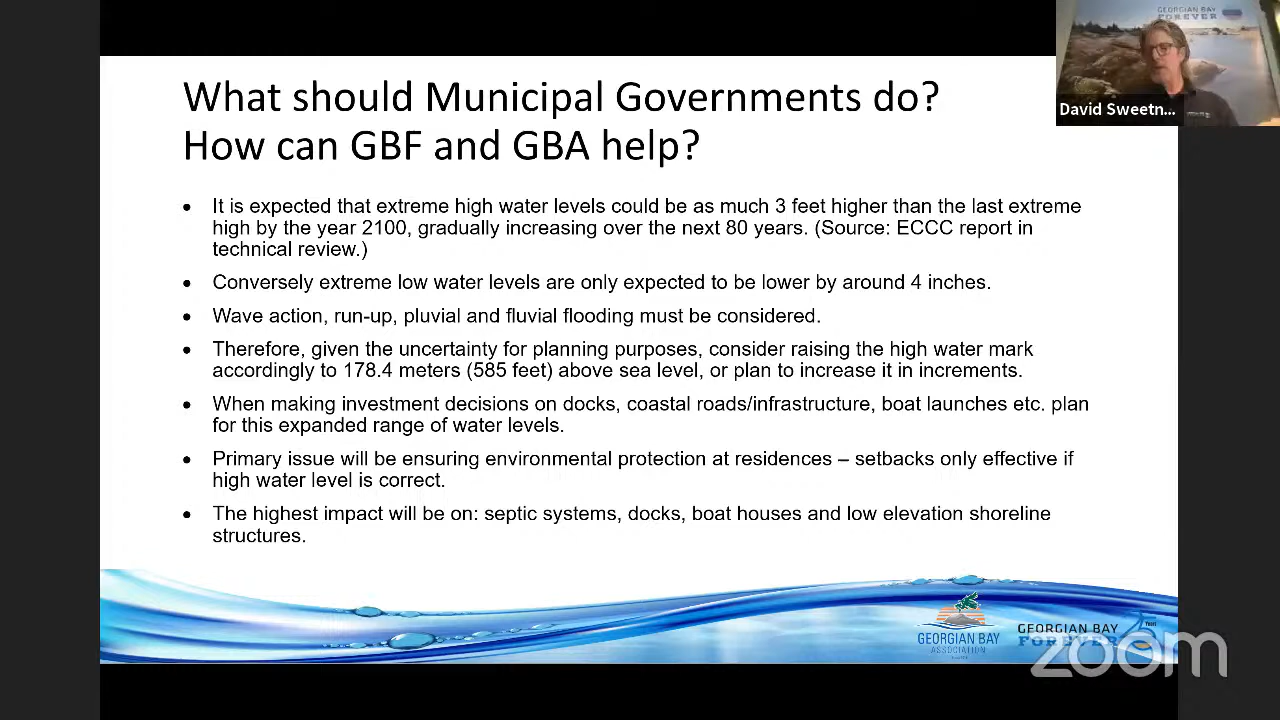 GEORGIAN BAY
FOREVER
David Sweetn...
What should Municipal Governments do?
How can GBF and GBA help?
• It is expected that extreme high water levels could be as much 3 feet higher than the last extreme
high by the year 2100, gradually increasing over the next 80 years. (Source: ECCC report in
technical review.)
• Conversely extreme low water levels are only expected to be lower by around 4 inches.
• Wave action, run-up, pluvial and fluvial flooding must be considered.
• Therefore, given the uncertainty for planning purposes, consider raising the high water mark
accordingly to 178.4 meters (585 feet) above sea level, or plan to increase it in increments.
• When making investment decisions on docks, coastal roads/infrastructure, boat launches etc. plan
for this expanded range of water levels.
• Primary issue will be ensuring environmental protection at residences – setbacks only effective if
high water level is correct.
• The highest impact will be on: septic systems, docks, boat houses and low elevation shoreline
structures.
GEORGIAN BAY
ASSOCIATION
GEORGIAN BAY
FOREVER
zoom